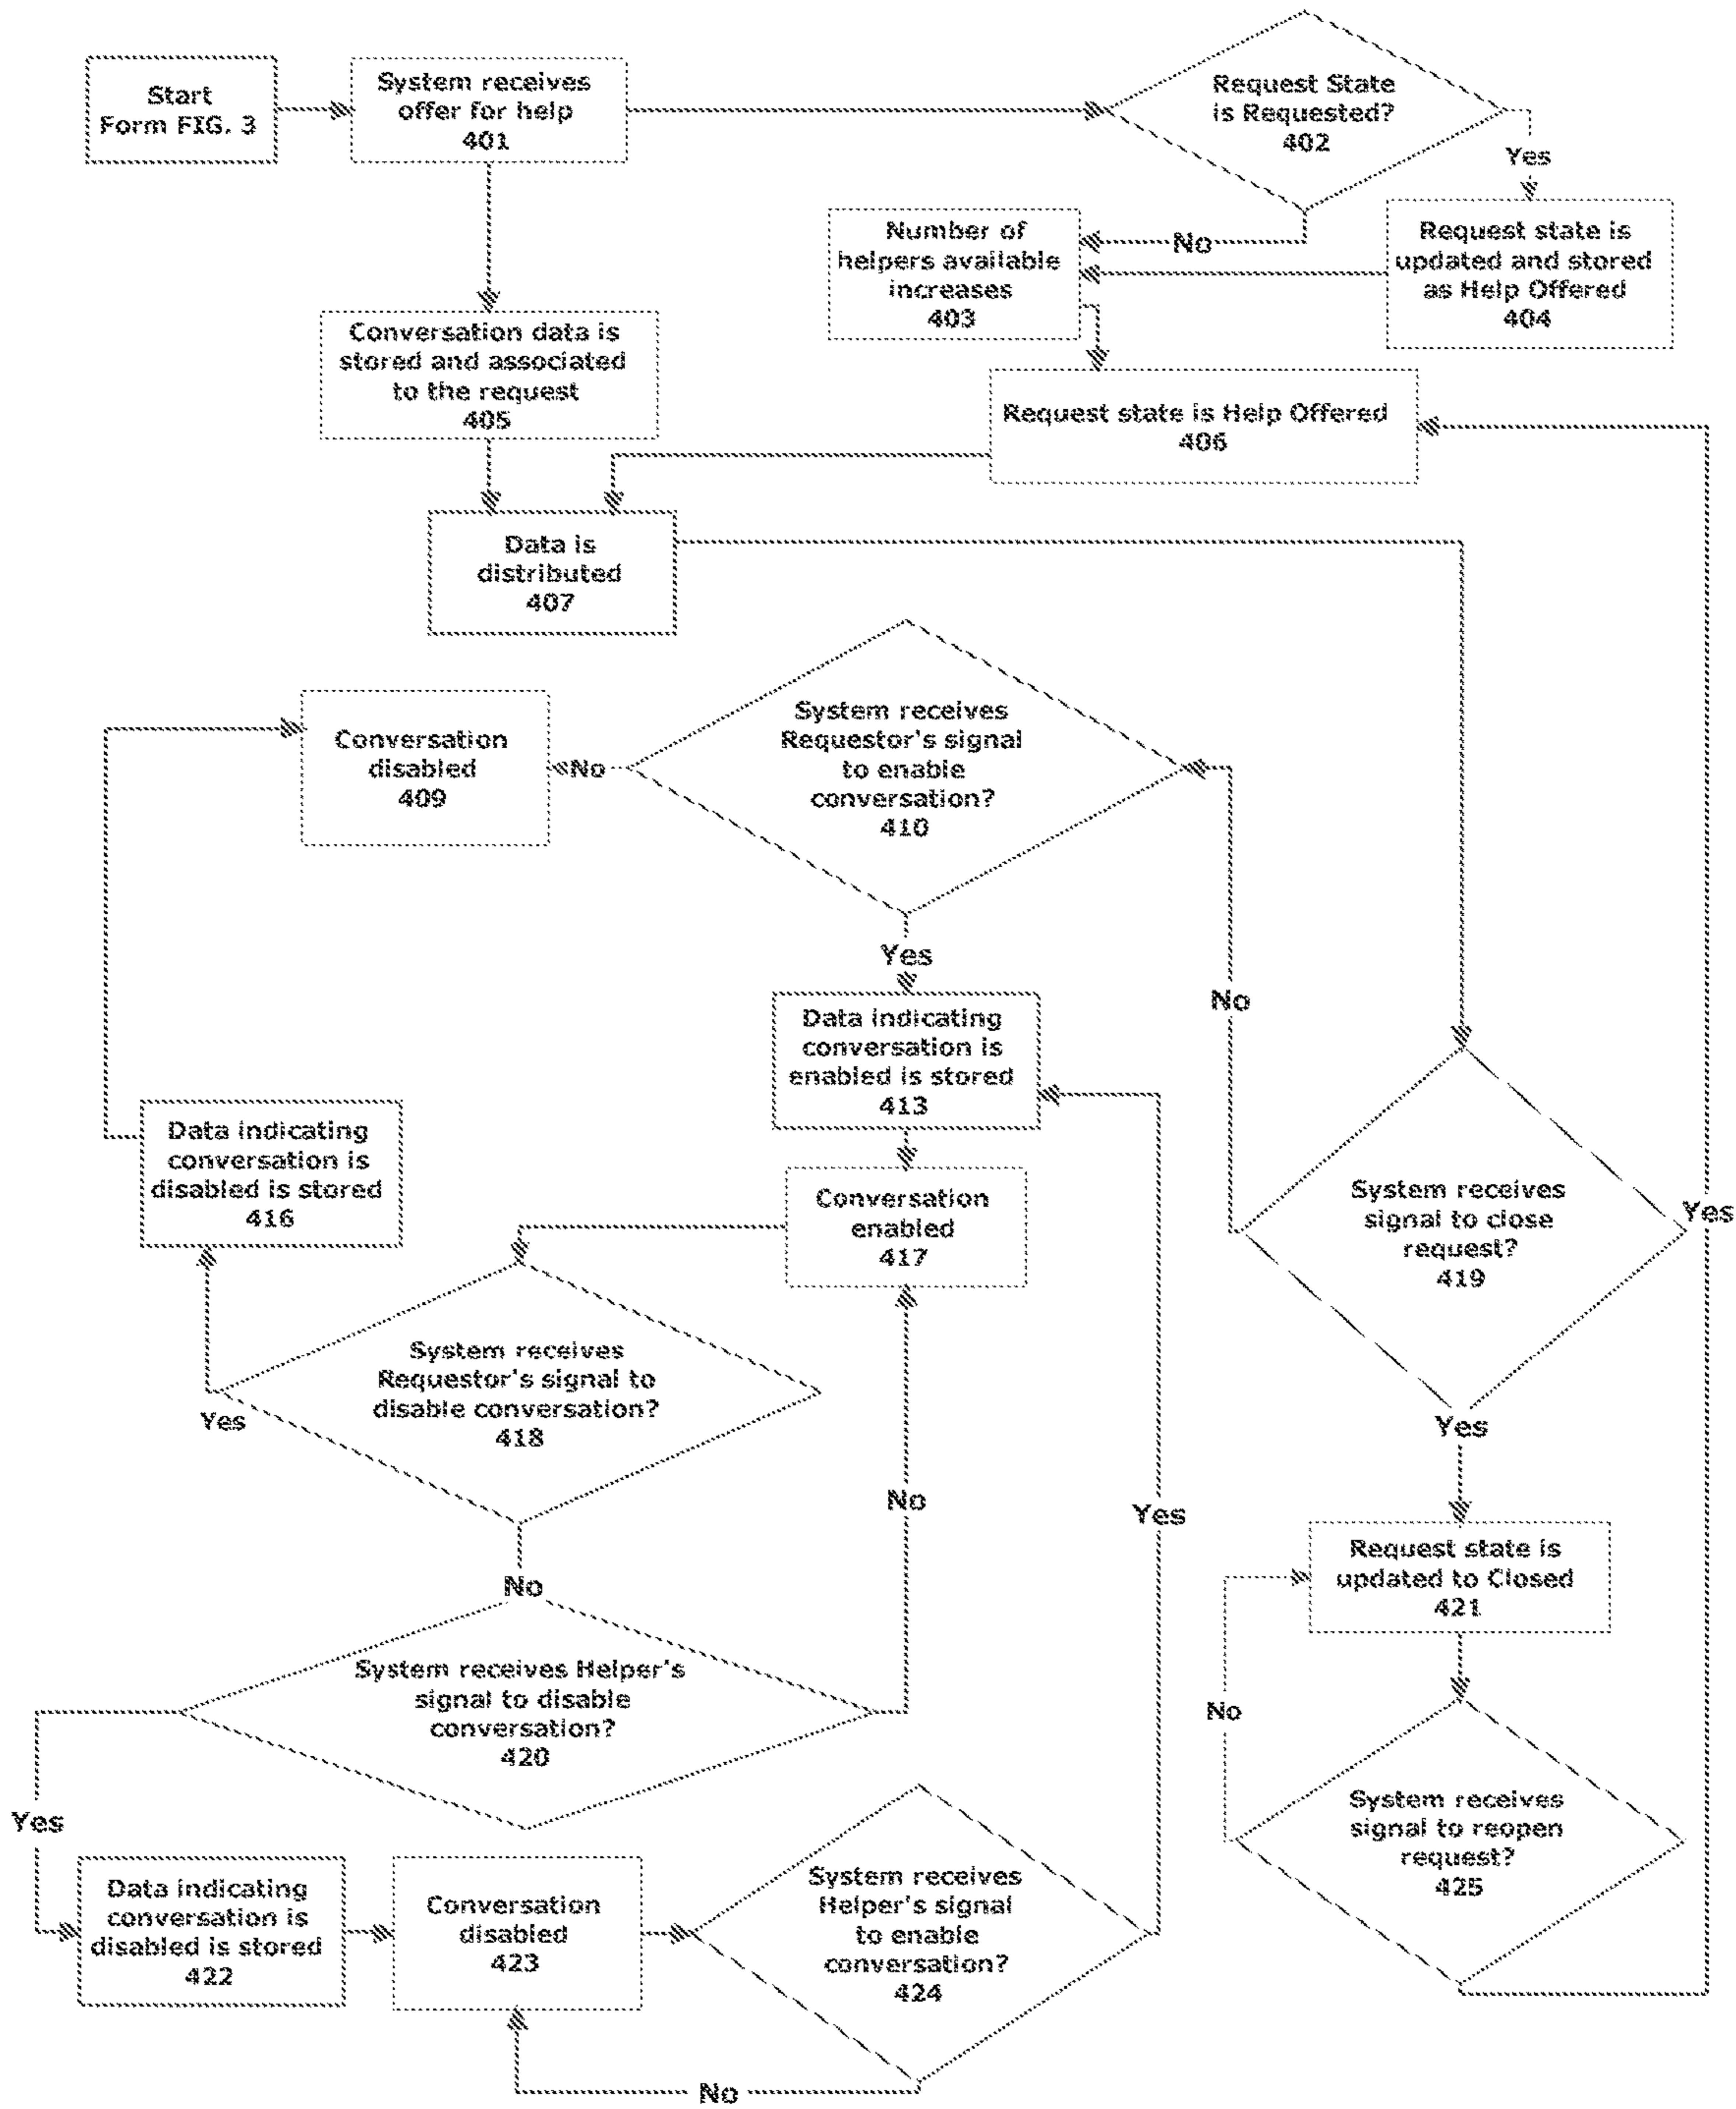 Start
Form FIG. 3
System receives
offer for help
401
Request State
is Requested?
402
Yes
No
Number of
helpers available
increases
403
Request state is
updated and stored
as Help Offered
404
Conversation data is
stored and associated
to the request
405
Request state is Help Offered
406
Data is
distributed
407
Conversation
disabled
409
No
System receives
Requestor's signal
to enable
conversation?
410
Yes
No
Data indicating
conversation is
enabled is stored
413
Data indicating
conversation is
disabled is stored
416
Conversation
enabled
417
System receives
signal to close
request?
419
Yes
System receives
Requestor's signal to
disable conversation?
418
Yes
Yes
No
Yes
No
Request state is
updated to Closed
421
System receives Helper's
signal to disable
conversation?
420
No
Yes
System receives
signal to reopen
request?
425
Data indicating
conversation is
disabled is stored
422
Conversation
disabled
423
System receives
Helper's signal
to enable
conversation?
424
No